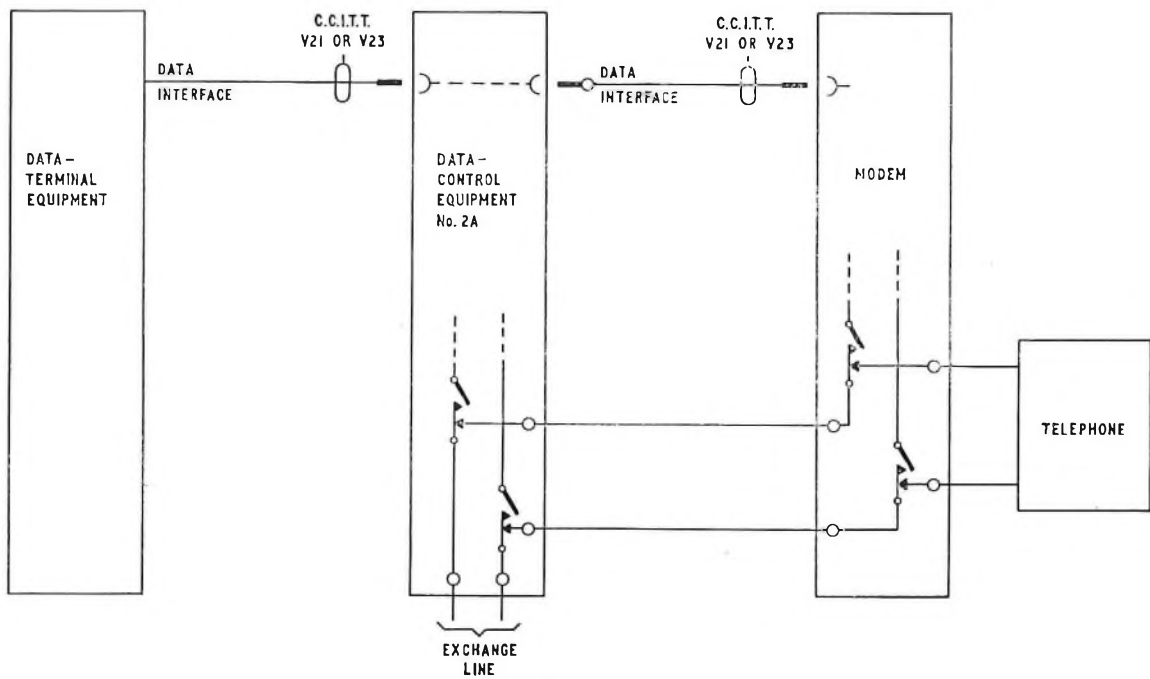 C.C.I.T.T.
V21 OR V23
C.C.I.T.T.
V21 OR V23
DATA
INTERFACE
DATA
INTERFACE
DATA–
TERMINAL
EQUIPMENT
DATA–
CONTROL
EQUIPMENT
No. 2A
MODEM
TELEPHONE
EXCHANGE
LINE